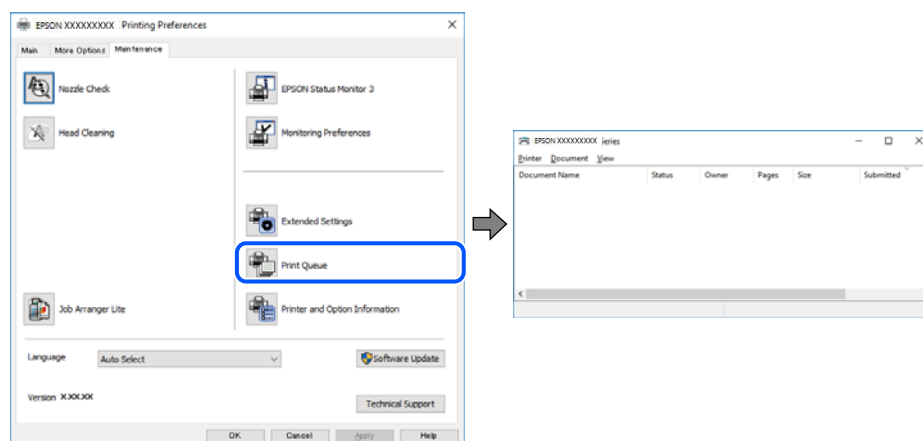 EPSON XXXXXXXXX Printing Preferences
Main More Options Maintenance
Nozzle Check
EPSON Status Monitor 3
Head Cleaning
Monitoring Preferences
Extended Settings
Print Queue
Job Arranger Lite
Printer and Option Information
Language Auto Select
Software Update
Version X.XX.XX
Technical Support
OK Cancel Apply Help
EPSON XXXXXXXXX Series
Printer Document View
Document Name Status Owner Pages Size Submitted